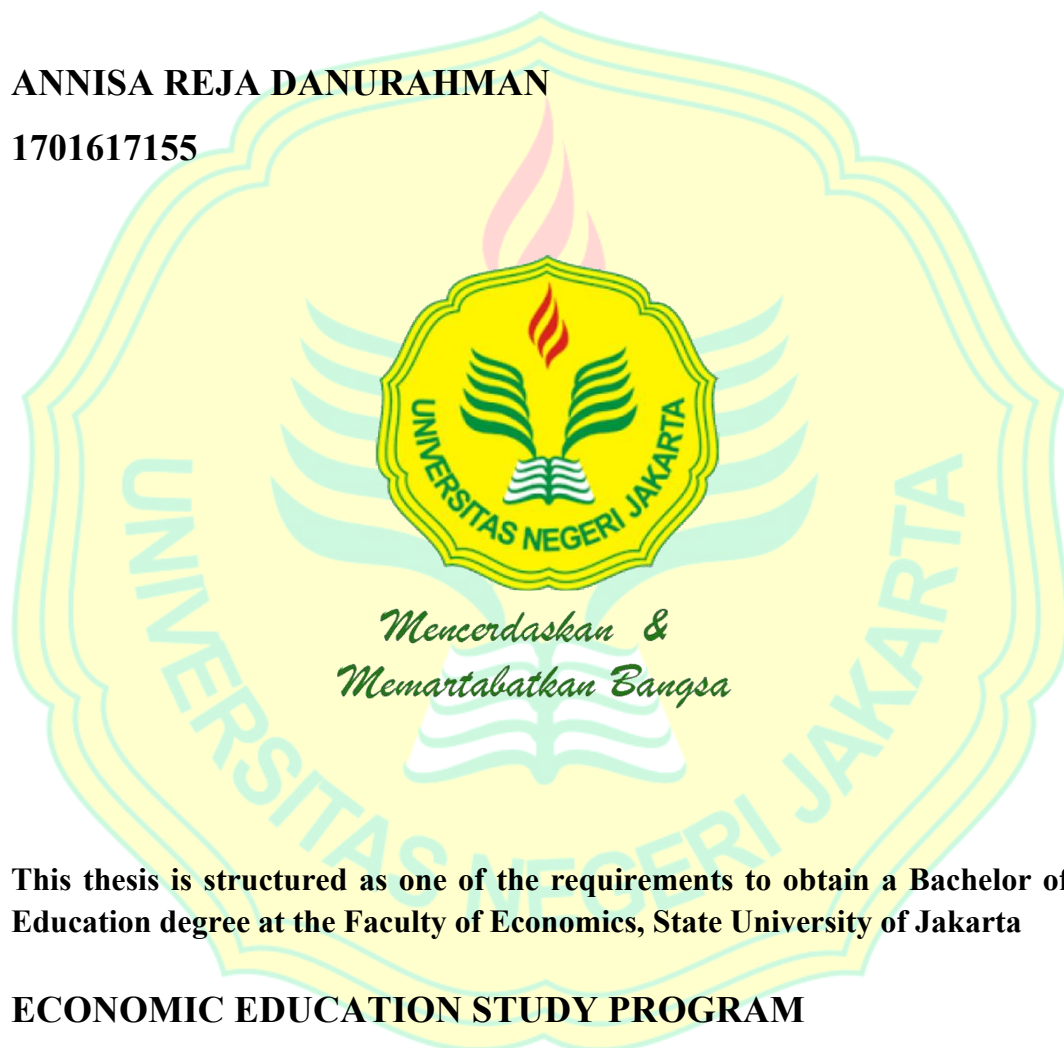 ANNISA REJA DANURAHMAN
1701617155
UNIVERSITAS NEGERI JAKARTA
UNIVERSITAS NEGERI JAKARTA
Mencerdaskan &
Memartabatkan Bangsa
This thesis is structured as one of the requirements to obtain a Bachelor of
Education degree at the Faculty of Economics, State University of Jakarta
ECONOMIC EDUCATION STUDY PROGRAM